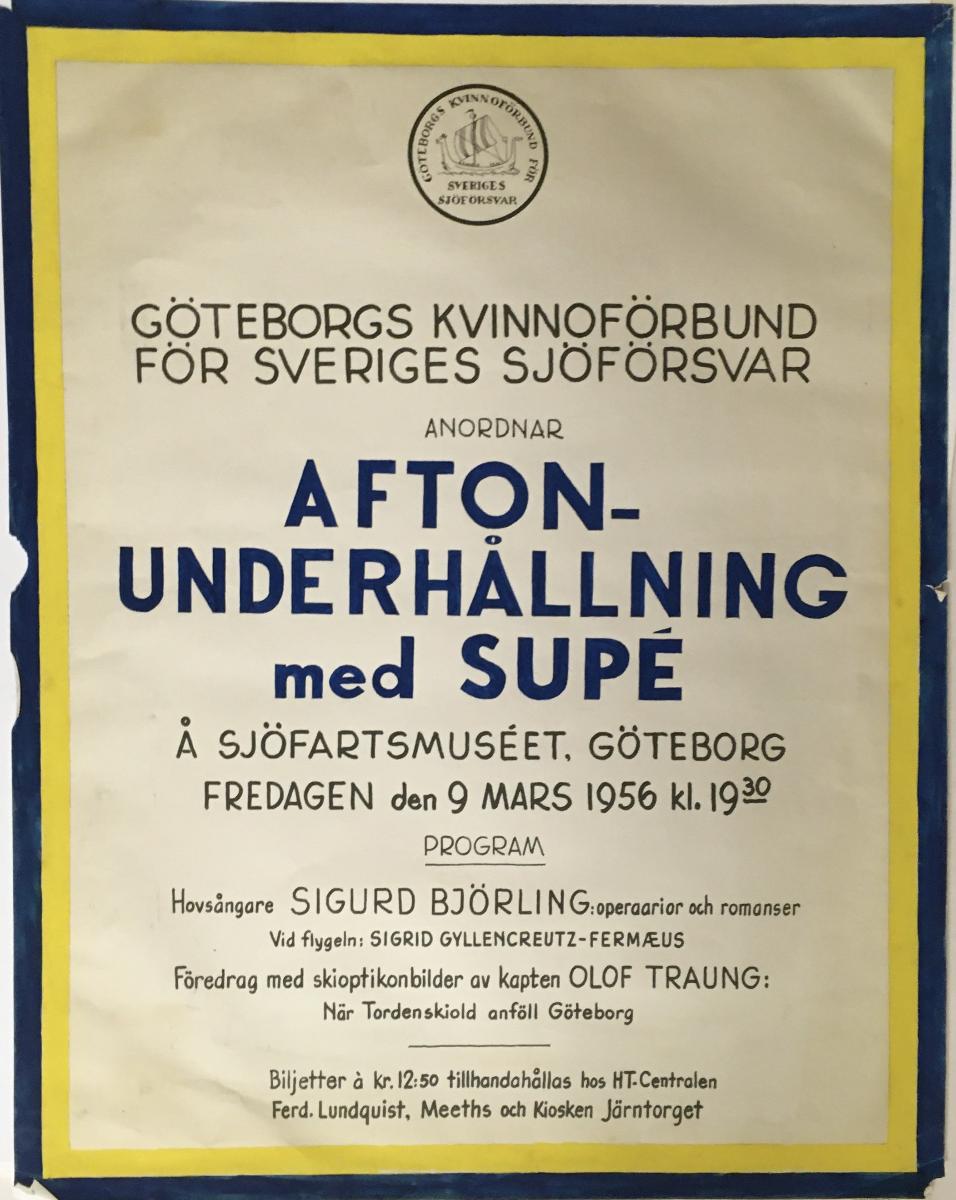 GÖTEBORGS KVINNOFÖRBUND FÖR
SVERIGES
SJÖFÖRSVAR
GÖTEBORGS KVINNOFÖRBUND
FÖR SVERIGES SJÖFÖRSVAR
ANORDNAR
AFTON-
UNDERHÅLLNING
med SUPÉ
Å SJÖFARTSMUSÉET, GÖTEBORG
FREDAGEN den 9 MARS 1956 kl. 19 30
PROGRAM
Hovsångare SIGURD BJÖRLING: operaarior och romanser
Vid flygeln: SIGRID GYLLENCREUTZ-FERMÆUS
Föredrag med skioptikonbilder av kapten OLOF TRAUNG:
När Tordenskiold anföll Göteborg
Biljetter à kr. 12:50 tillhandahållas hos HT-Centralen
Ferd. Lundquist, Meeths och Kiosken Järntorget